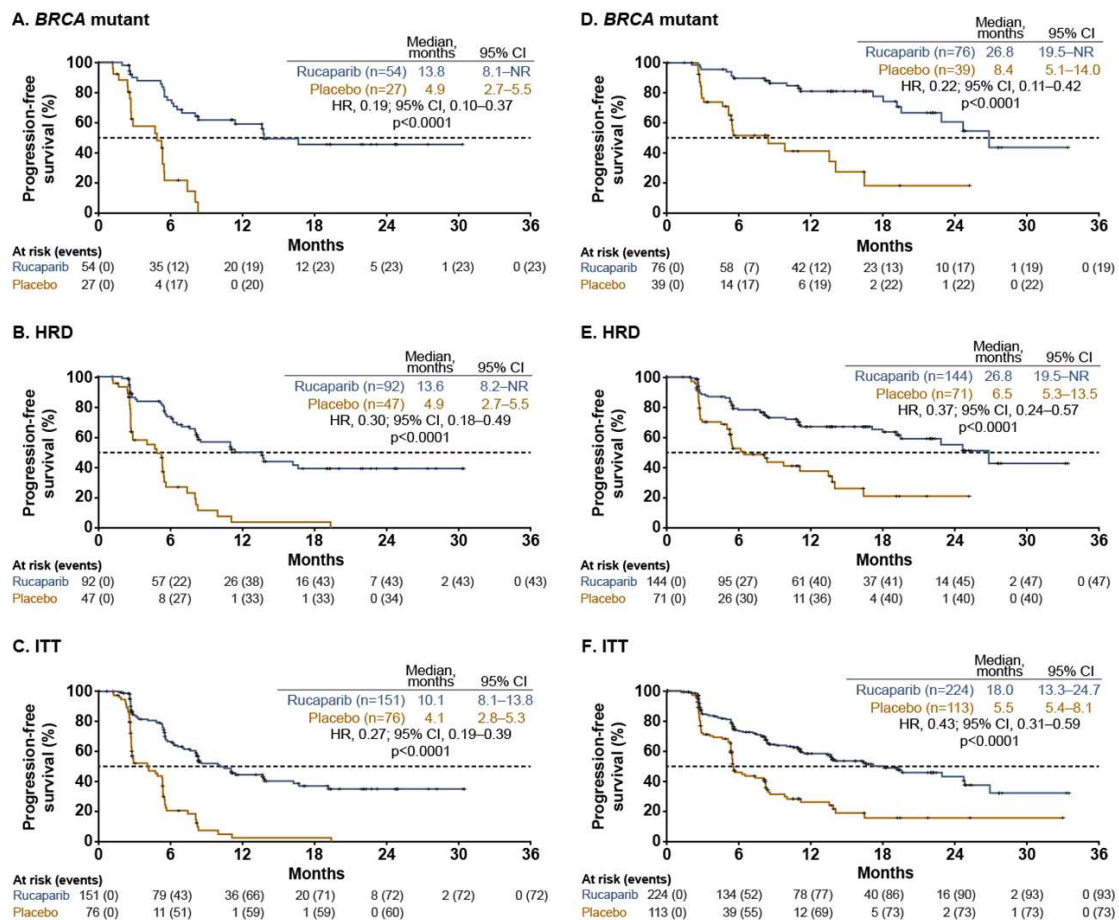 A. BRCA mutant
Median, months 95% CI
Rucaparib (n=54) 13.8 8.1–NR
Placebo (n=27) 4.9 2.7–5.5
HR, 0.19; 95% CI, 0.10–0.37
p<0.0001
Progression-free survival (%)
100
80
60
40
20
0
0 6 12 18 24 30 36
Months
At risk (events)
Rucaparib 54 (0) 35 (12) 20 (19) 12 (23) 5 (23) 1 (23) 0 (23)
Placebo 27 (0) 4 (17) 0 (20)
D. BRCA mutant
Median, months 95% CI
Rucaparib (n=76) 26.8 19.5–NR
Placebo (n=39) 8.4 5.1–14.0
HR, 0.22; 95% CI, 0.11–0.42
p<0.0001
Progression-free survival (%)
100
80
60
40
20
0
0 6 12 18 24 30 36
Months
At risk (events)
Rucaparib 76 (0) 58 (7) 42 (12) 23 (13) 10 (17) 1 (19) 0 (19)
Placebo 39 (0) 14 (17) 6 (19) 2 (22) 1 (22) 0 (22)
B. HRD
Median, months 95% CI
Rucaparib (n=92) 13.6 8.2–NR
Placebo (n=47) 4.9 2.7–5.5
HR, 0.30; 95% CI, 0.18–0.49
p<0.0001
Progression-free survival (%)
100
80
60
40
20
0
0 6 12 18 24 30 36
Months
At risk (events)
Rucaparib 92 (0) 57 (22) 26 (38) 16 (43) 7 (43) 2 (43) 0 (43)
Placebo 47 (0) 8 (27) 1 (33) 1 (33) 0 (34)
E. HRD
Median, months 95% CI
Rucaparib (n=144) 26.8 19.5–NR
Placebo (n=71) 6.5 5.3–13.5
HR, 0.37; 95% CI, 0.24–0.57
p<0.0001
Progression-free survival (%)
100
80
60
40
20
0
0 6 12 18 24 30 36
Months
At risk (events)
Rucaparib 144 (0) 95 (27) 61 (40) 37 (41) 14 (45) 2 (47) 0 (47)
Placebo 71 (0) 26 (30) 11 (36) 4 (40) 1 (40) 0 (40)
C. ITT
Median, months 95% CI
Rucaparib (n=151) 10.1 8.1–13.8
Placebo (n=76) 4.1 2.8–5.3
HR, 0.27; 95% CI, 0.19–0.39
p<0.0001
Progression-free survival (%)
100
80
60
40
20
0
0 6 12 18 24 30 36
Months
At risk (events)
Rucaparib 151 (0) 79 (43) 36 (66) 20 (71) 8 (72) 2 (72) 0 (72)
Placebo 76 (0) 11 (51) 1 (59) 1 (59) 0 (60)
F. ITT
Median, months 95% CI
Rucaparib (n=224) 18.0 13.3–24.7
Placebo (n=113) 5.5 5.4–8.1
HR, 0.43; 95% CI, 0.31–0.59
p<0.0001
Progression-free survival (%)
100
80
60
40
20
0
0 6 12 18 24 30 36
Months
At risk (events)
Rucaparib 224 (0) 134 (52) 78 (77) 40 (86) 16 (90) 2 (93) 0 (93)
Placebo 113 (0) 39 (55) 12 (69) 5 (73) 2 (73) 1 (73) 0 (73)